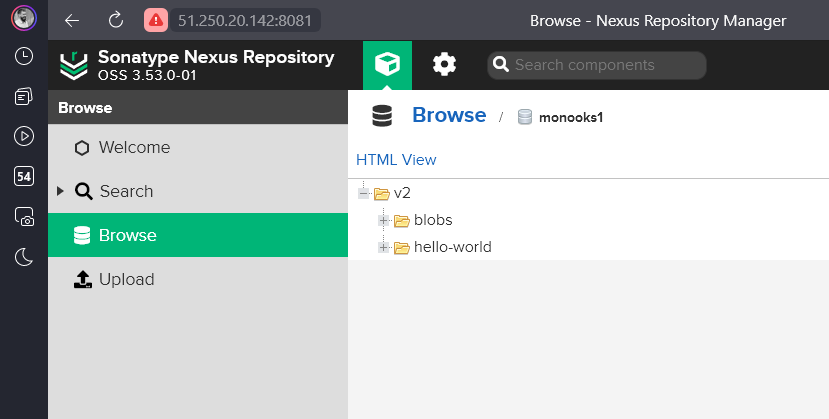 51.250.20.142:8081
Browse - Nexus Repository Manager
Sonatype Nexus Repository
OSS 3.53.0-01
Search components
Browse
Welcome
Search
54
Browse
Upload
Browse / monooks1
HTML View
v2
blobs
hello-world